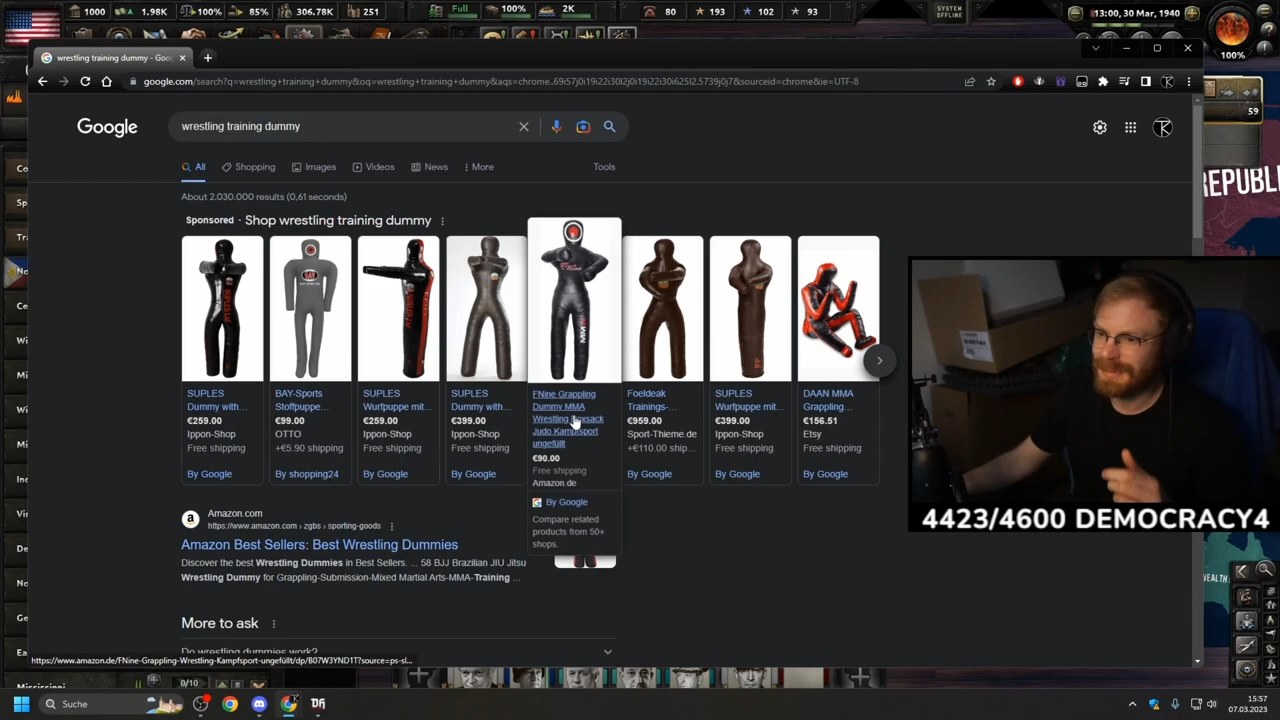 1000 1.98K 100% 85% 306.78K 251 Full 100% 2K 80 193 102 93 SYSTEM OFFLINE 13:00, 30 Mar, 1940
100%
wrestling training dummy - Goo
google.com/search?q=wrestling+training+dummy&oq=wrestling+training+dummy&aqs=chrome..69i57j0i19i22i30l2j0i19i22i30i625l2.5739j0j7&sourceid=chrome&ie=UTF-8
59
Google
wrestling training dummy
All Shopping Images Videos News More Tools
REPUBL
About 2.030.000 results (0,61 seconds)
Sponsored · Shop wrestling training dummy
SUPLES
Dummy with...
€259.00
Ippon-Shop
Free shipping
By Google
BAY-Sports
Stoffpuppe...
€99.00
OTTO
+€5.90 shipping
By shopping24
SUPLES
Wurfpuppe mit...
€259.00
Ippon-Shop
Free shipping
By Google
SUPLES
Dummy with...
€399.00
Ippon-Shop
Free shipping
By Google
FNine Grappling
Dummy MMA
Wrestling Boxsack
Judo Kampfsport
ungefüllt
€90.00
Free shipping
Amazon.de
By Google
Compare related
products from 50+
shops.
Foeldeak
Trainings-...
€959.00
Sport-Thieme.de
+€110.00 ship...
By Google
SUPLES
Wurfpuppe mit...
€399.00
Ippon-Shop
Free shipping
By Google
DAAN MMA
Grappling...
€156.51
Etsy
Free shipping
By Google
4423/4600 DEMOCRACY4
Amazon.com
https://www.amazon.com › zgbs › sporting-goods
Amazon Best Sellers: Best Wrestling Dummies
Discover the best Wrestling Dummies in Best Sellers. ... 58 BJJ Brazilian JIU Jitsu
Wrestling Dummy for Grappling-Submission-Mixed Martial Arts-MMA-Training ...
More to ask
Do wrestling dummies work?
https://www.amazon.de/FNine-Grappling-Wrestling-Kampfsport-ungefüllt/dp/B07W3YND1T?source=ps-sl...
Mississippi
0/10
Suche
15:57
07.03.2023